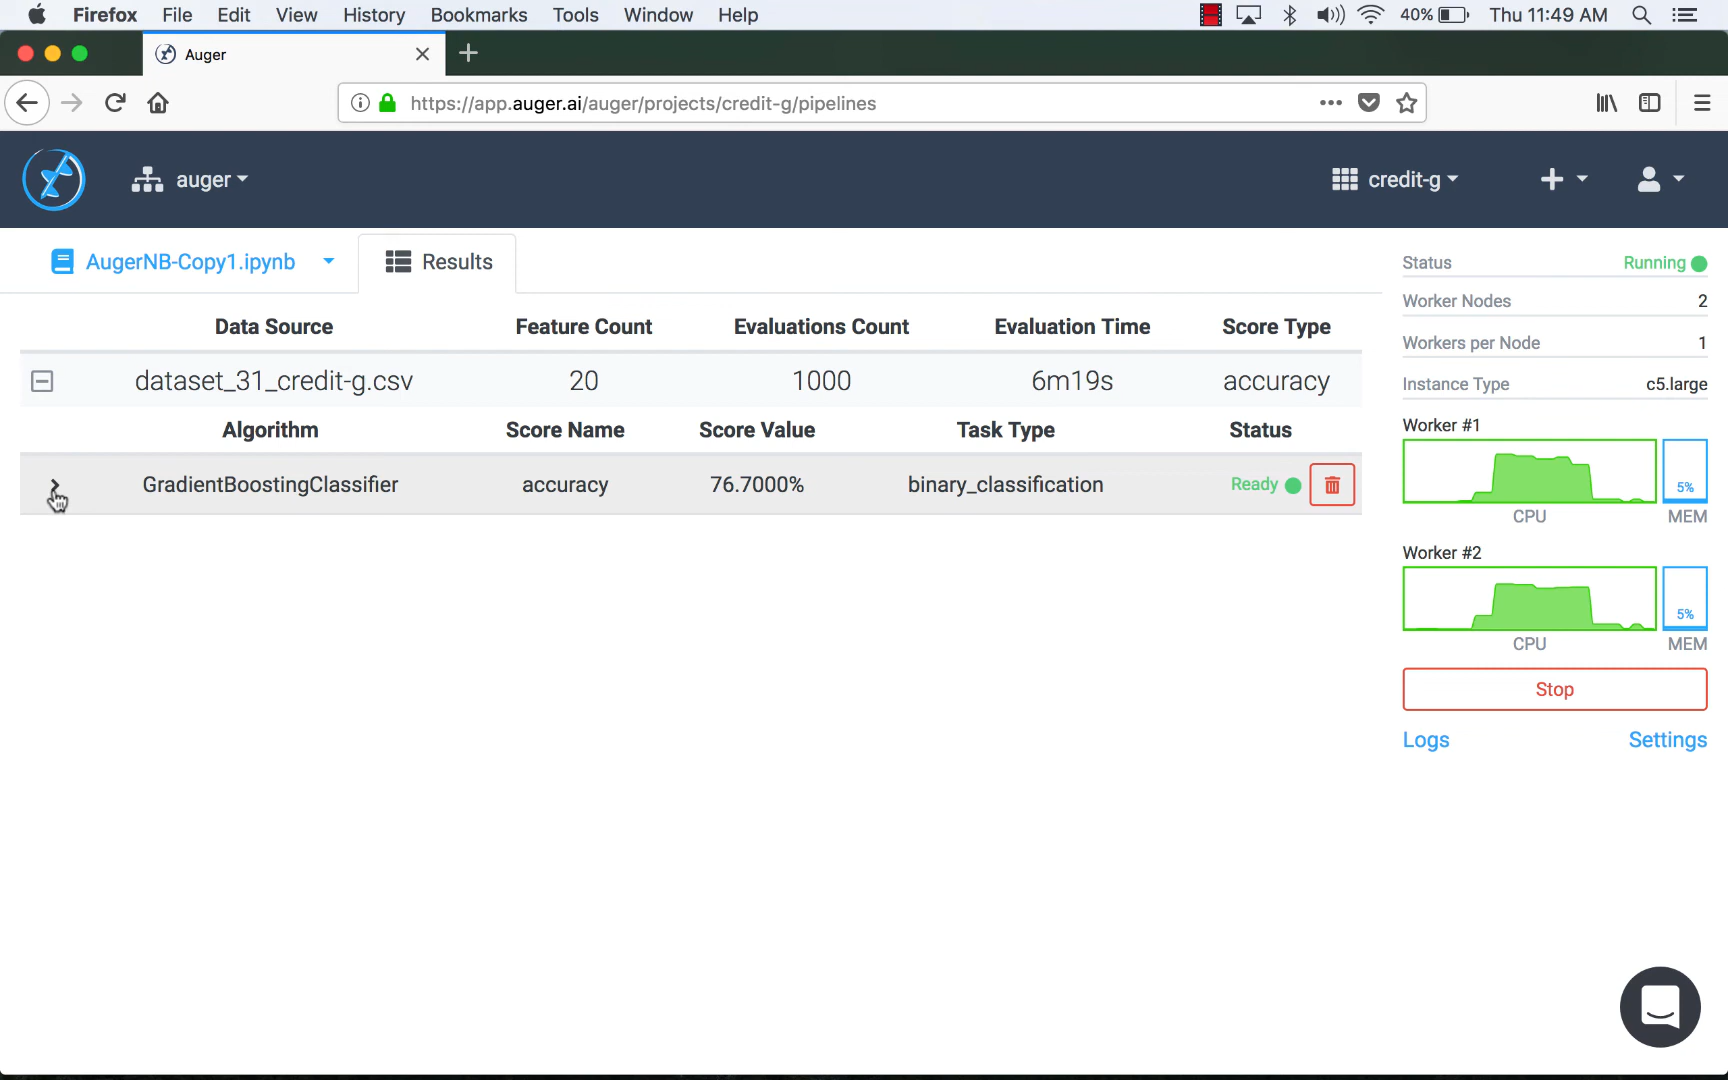 Firefox File Edit View History Bookmarks Tools Window Help 40% Thu 11:49 AM
Auger
https://app.auger.ai/auger/projects/credit-g/pipelines
auger credit-g
AugerNB-Copy1.ipynb Results
Status Running
Worker Nodes 2
Workers per Node 1
Instance Type c5.large
Data Source Feature Count Evaluations Count Evaluation Time Score Type
dataset_31_credit-g.csv 20 1000 6m19s accuracy
Algorithm Score Name Score Value Task Type Status
GradientBoostingClassifier accuracy 76.7000% binary_classification Ready
Worker #1
5%
CPU MEM
Worker #2
5%
CPU MEM
Stop
Logs Settings